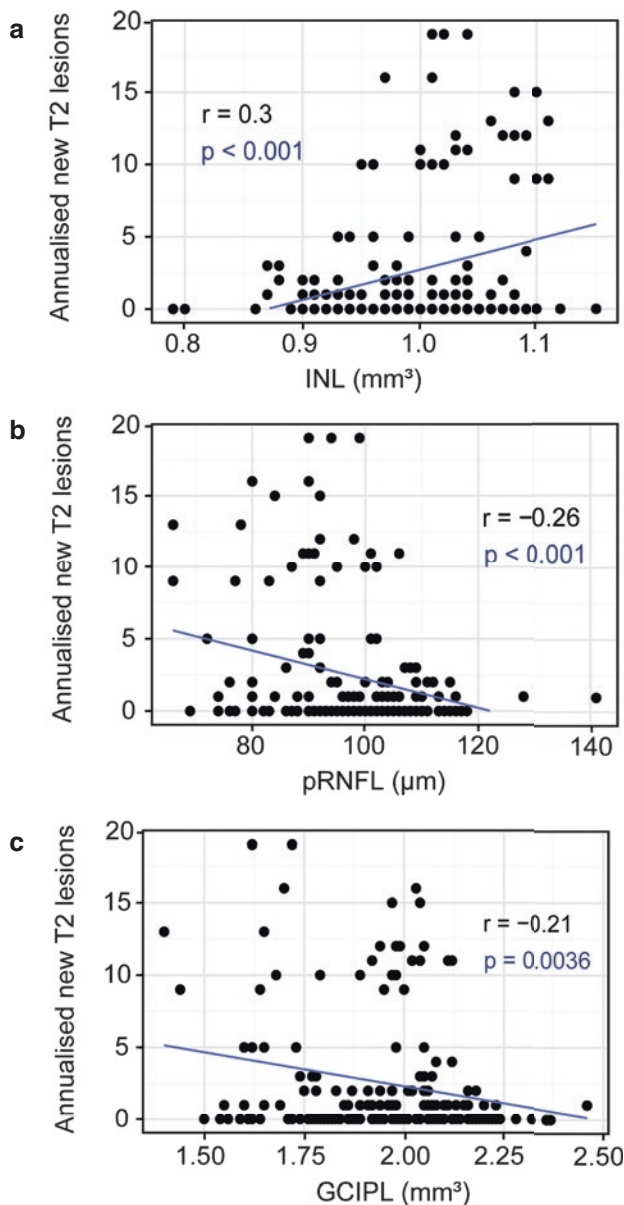 a
Annualised new T2 lesions
20
15
10
5
0
r = 0.3
p < 0.001
0.8
0.9
1.0
1.1
INL (mm³)
b
Annualised new T2 lesions
20
15
10
5
0
r = −0.26
p < 0.001
80
100
120
140
pRNFL (µm)
c
Annualised new T2 lesions
20
15
10
5
0
r = −0.21
p = 0.0036
1.50
1.75
2.00
2.25
2.50
GCIPL (mm³)